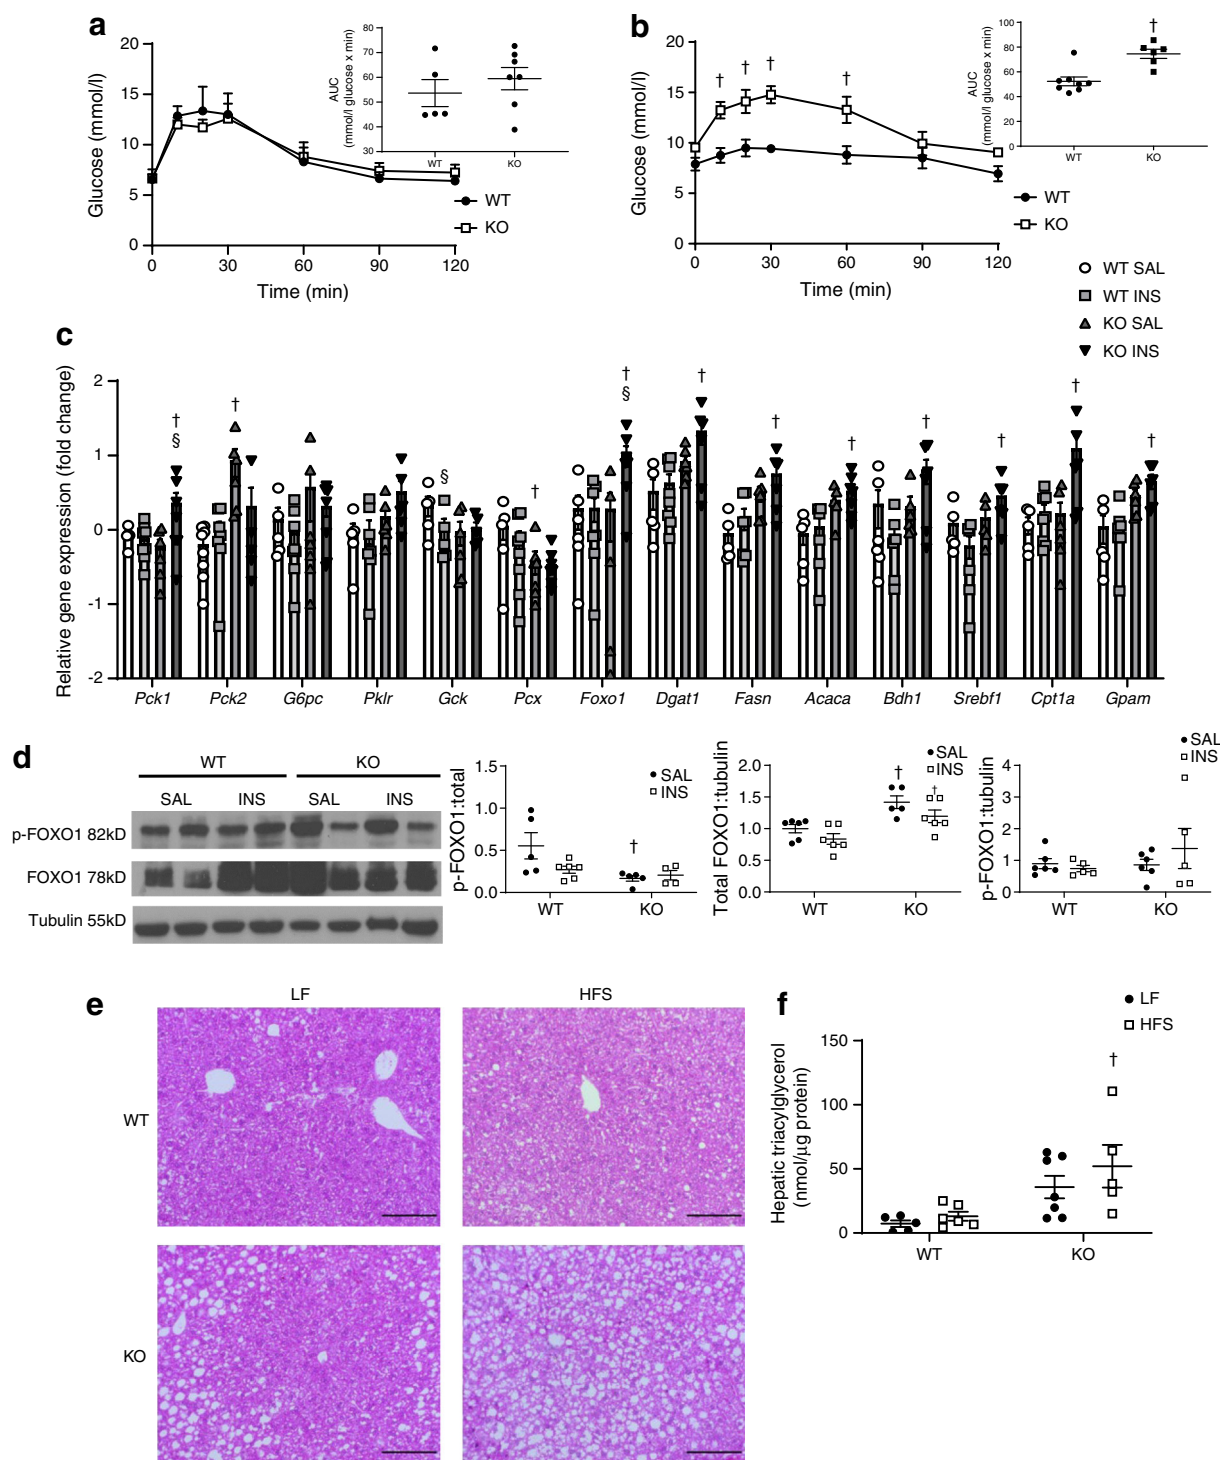 a
20
15
10
5
0
Glucose (mmol/l)
0 30 60 90 120
Time (min)
80
70
60
50
40
30
AUC
(mmol/l glucose x min)
WT KO
WT
KO
b
20
15
10
5
0
Glucose (mmol/l)
† † † †
0 30 60 90 120
Time (min)
100
80
60
40
20
0
AUC
(mmol/l glucose x min)
†
WT KO
WT
KO
WT SAL
WT INS
KO SAL
KO INS
c
Relative gene expression (fold change)
2
1
0
-1
-2
†
§
†
§
†
†
§
†
†
†
†
†
†
†
Pck1 Pck2 G6pc Pklr Gck Pcx Foxo1 Dgat1 Fasn Acaca Bdh1 Srebf1 Cpt1a Gpam
d
WT KO
SAL INS SAL INS
p-FOXO1 82kD
FOXO1 78kD
Tubulin 55kD
p-FOXO1:total
1.5
1.0
0.5
0.0
†
WT KO
SAL
INS
Total FOXO1:tubulin
2.0
1.5
1.0
0.5
0.0
†
†
WT KO
SAL
INS
p-FOXO1:tubulin
4
3
2
1
0
WT KO
SAL
INS
e
LF HFS
WT
KO
f
LF
HFS
Hepatic triacylglycerol
(nmol/μg protein)
150
100
50
0
†
WT KO